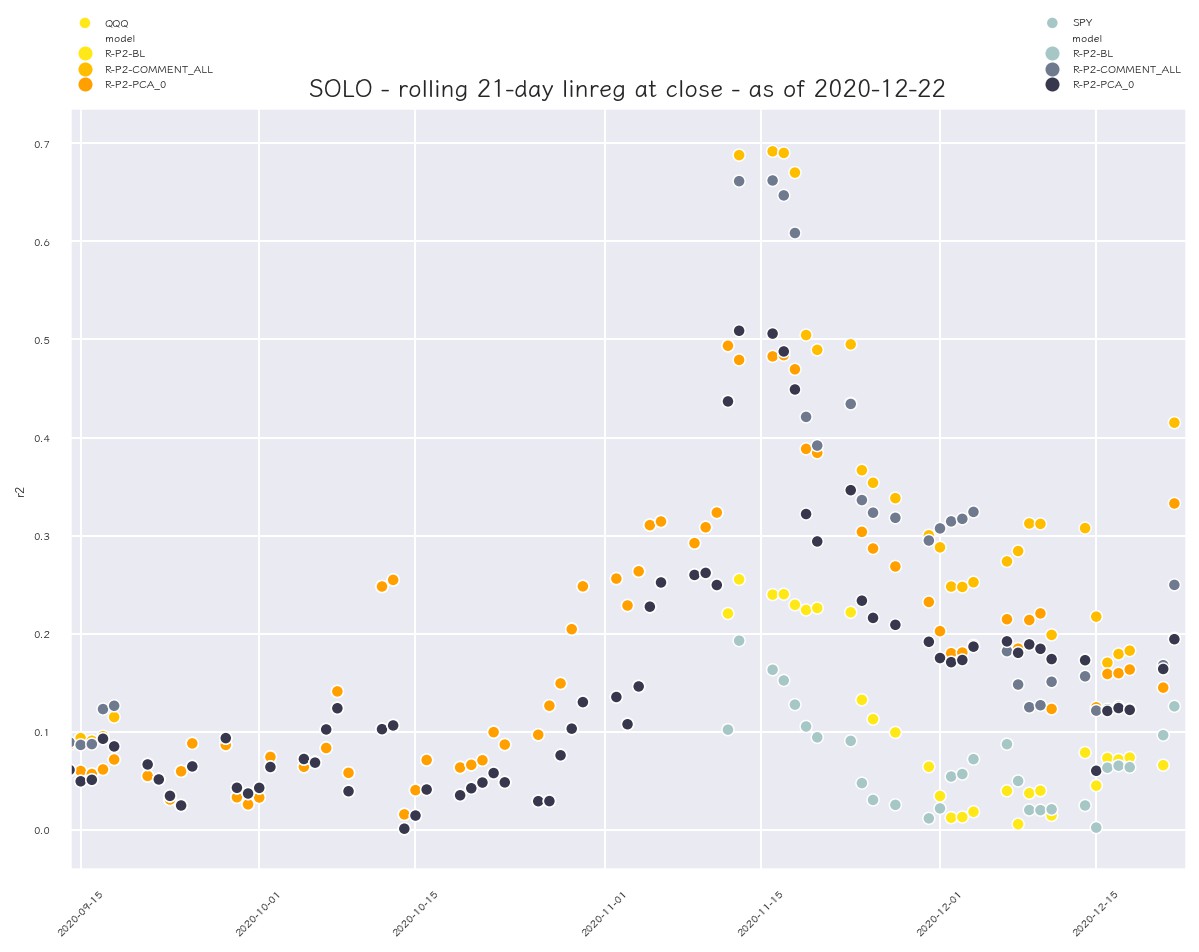 QQQ
model
R-P2-BL
R-P2-COMMENT_ALL
R-P2-PCA_0
SPY
model
R-P2-BL
R-P2-COMMENT_ALL
R-P2-PCA_0
SOLO - rolling 21-day linreg at close - as of 2020-12-22
0.7
0.6
0.5
0.4
0.3
0.2
0.1
0.0
r2
2020-09-15
2020-10-01
2020-10-15
2020-11-01
2020-11-15
2020-12-01
2020-12-15